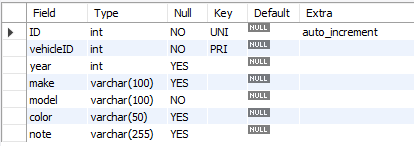 Field Type Null Key Default Extra
ID int NO UNI NULL auto_increment
vehicleID int NO PRI NULL
year int YES NULL
make varchar(100) YES NULL
model varchar(100) NO NULL
color varchar(50) YES NULL
note varchar(255) YES NULL